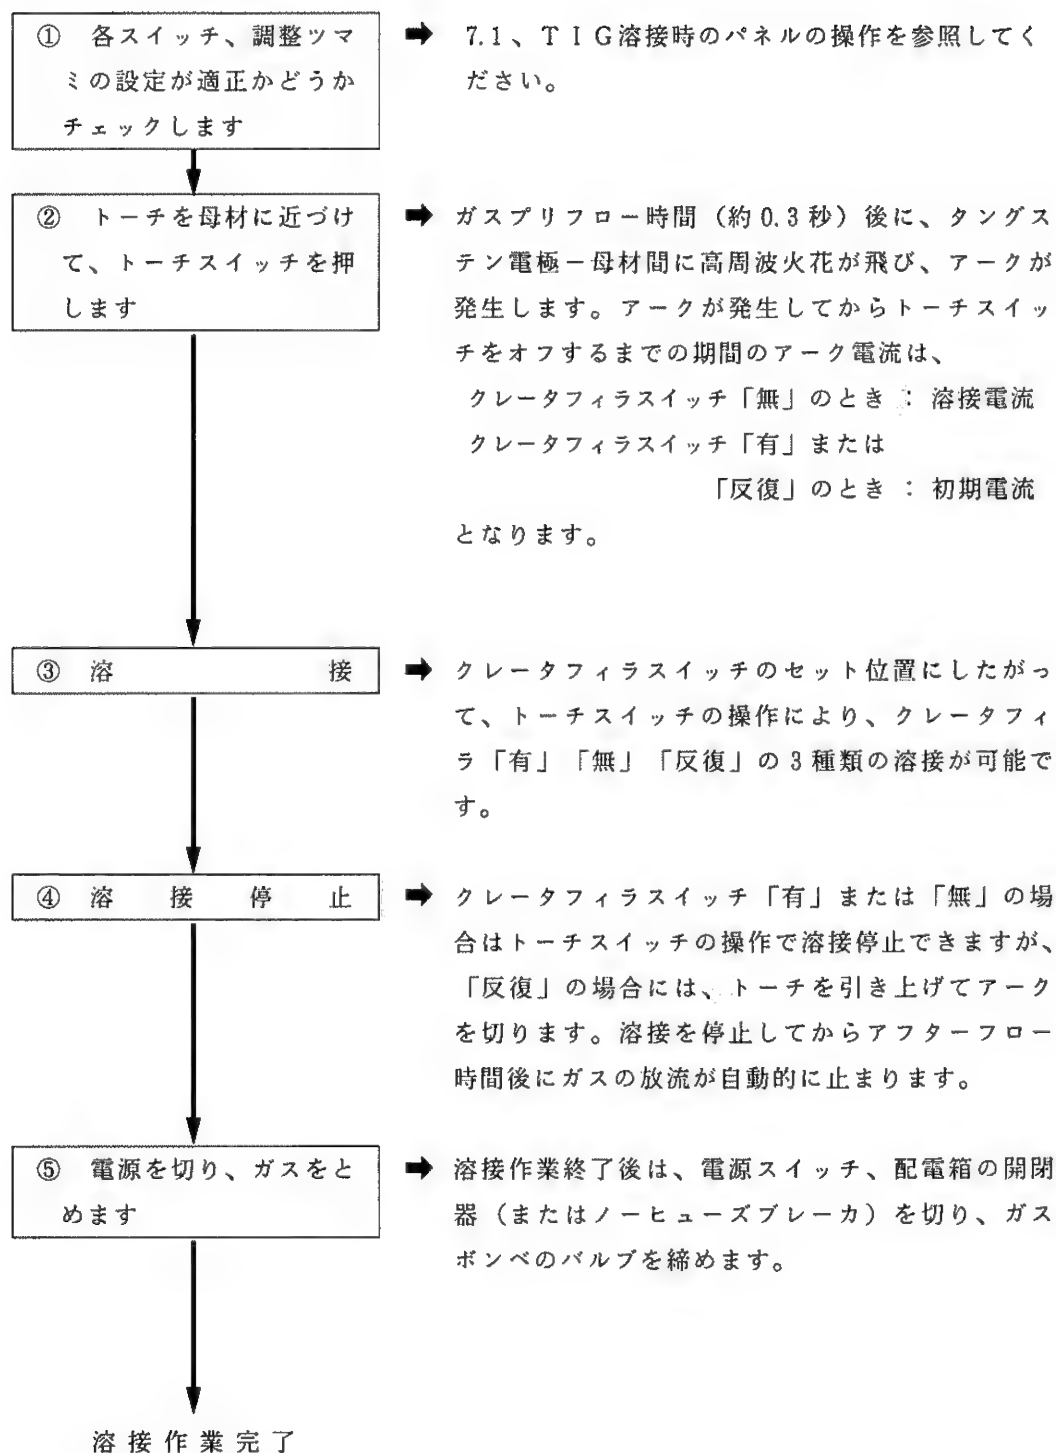 ① 各スイッチ、調整ツマ
ミの設定が適正かどうか
チェックします
➡ 7.1、ＴＩＧ溶接時のパネルの操作を参照してく
ださい。
② トーチを母材に近づけ
て、トーチスイッチを押
します
➡ ガスプリフロー時間（約0.3秒）後に、タングス
テン電極－母材間に高周波火花が飛び、アークが
発生します。アークが発生してからトーチスイッ
チをオフするまでの期間のアーク電流は、
クレータフィラスイッチ「無」のとき ： 溶接電流
クレータフィラスイッチ「有」または
「反復」のとき ： 初期電流
となります。
③ 溶 接
➡ クレータフィラスイッチのセット位置にしたがっ
て、トーチスイッチの操作により、クレータフィ
ラ「有」「無」「反復」の3種類の溶接が可能で
す。
④ 溶 接 停 止
➡ クレータフィラスイッチ「有」または「無」の場
合はトーチスイッチの操作で溶接停止できますが、
「反復」の場合には、トーチを引き上げてアーク
を切ります。溶接を停止してからアフターフロー
時間後にガスの放流が自動的に止まります。
⑤ 電源を切り、ガスをと
めます
➡ 溶接作業終了後は、電源スイッチ、配電箱の開閉
器（またはノーヒューズブレーカ）を切り、ガス
ボンベのバルブを締めます。
溶接作業完了